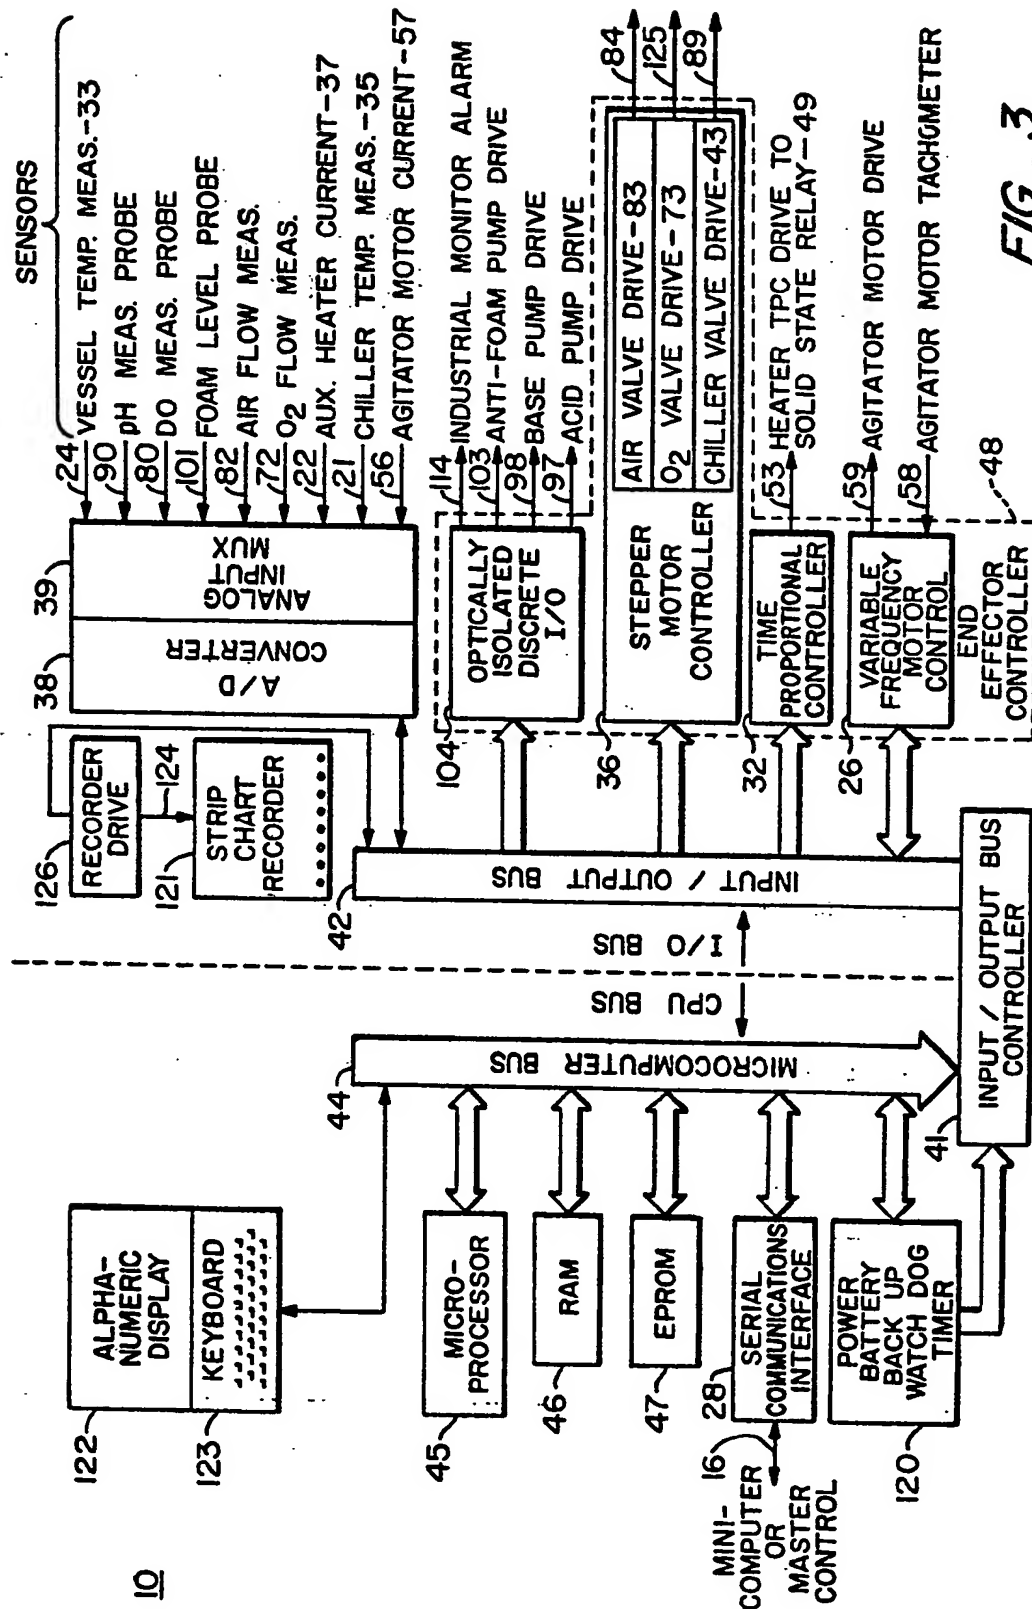 10
122
ALPHA-
NUMERIC
DISPLAY
123
KEYBOARD
45
MICRO-
PROCESSOR
46
RAM
47
EPROM
28
SERIAL
COMMUNICATIONS
INTERFACE
16
MINI-
COMPUTER
OR
MASTER
CONTROL
120
POWER
BATTERY
BACK UP
WATCH DOG
TIMER
44
MICROCOMPUTER BUS
CPU BUS
I/O BUS
42
INPUT / OUTPUT BUS
41
INPUT / OUTPUT BUS
CONTROLLER
126
RECORDER
DRIVE
124
121
STRIP
CHART
RECORDER
38
A/D
CONVERTER
39
ANALOG
INPUT
MUX
SENSORS
24
VESSEL TEMP. MEAS.-33
90
pH MEAS. PROBE
80
DO MEAS. PROBE
101
FOAM LEVEL PROBE
82
AIR FLOW MEAS.
72
O2 FLOW MEAS.
22
AUX. HEATER CURRENT-37
21
CHILLER TEMP. MEAS.-35
56
AGITATOR MOTOR CURRENT-57
104
OPTICALLY
ISOLATED
DISCRETE
I/O
114
INDUSTRIAL MONITOR ALARM
103
ANTI-FOAM PUMP DRIVE
98
BASE PUMP DRIVE
97
ACID PUMP DRIVE
36
STEPPER
MOTOR
CONTROLLER
AIR VALVE DRIVE-83
84
O2 VALVE DRIVE-73
125
CHILLER VALVE DRIVE-43
89
32
TIME
PROPORTIONAL
CONTROLLER
53
HEATER TPC DRIVE TO
SOLID STATE RELAY-49
26
VARIABLE
FREQUENCY
MOTOR
CONTROL
59
AGITATOR MOTOR DRIVE
58
AGITATOR MOTOR TACHOMETER
END
EFFECTOR
CONTROLLER
48
FIG. 3